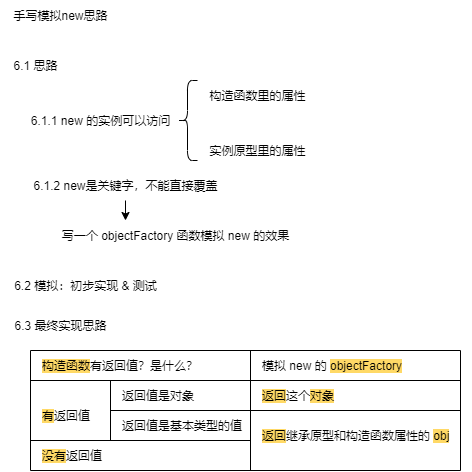 手写模拟new思路
6.1 思路
6.1.1 new 的实例可以访问
构造函数里的属性
实例原型里的属性
6.1.2 new是关键字，不能直接覆盖
写一个 objectFactory 函数模拟 new 的效果
6.2 模拟：初步实现 & 测试
6.3 最终实现思路
构造函数有返回值？是什么？ 模拟 new 的 objectFactory
有返回值 返回值是对象 返回这个对象
返回值是基本类型的值 返回继承原型和构造函数属性的 obj
没有返回值